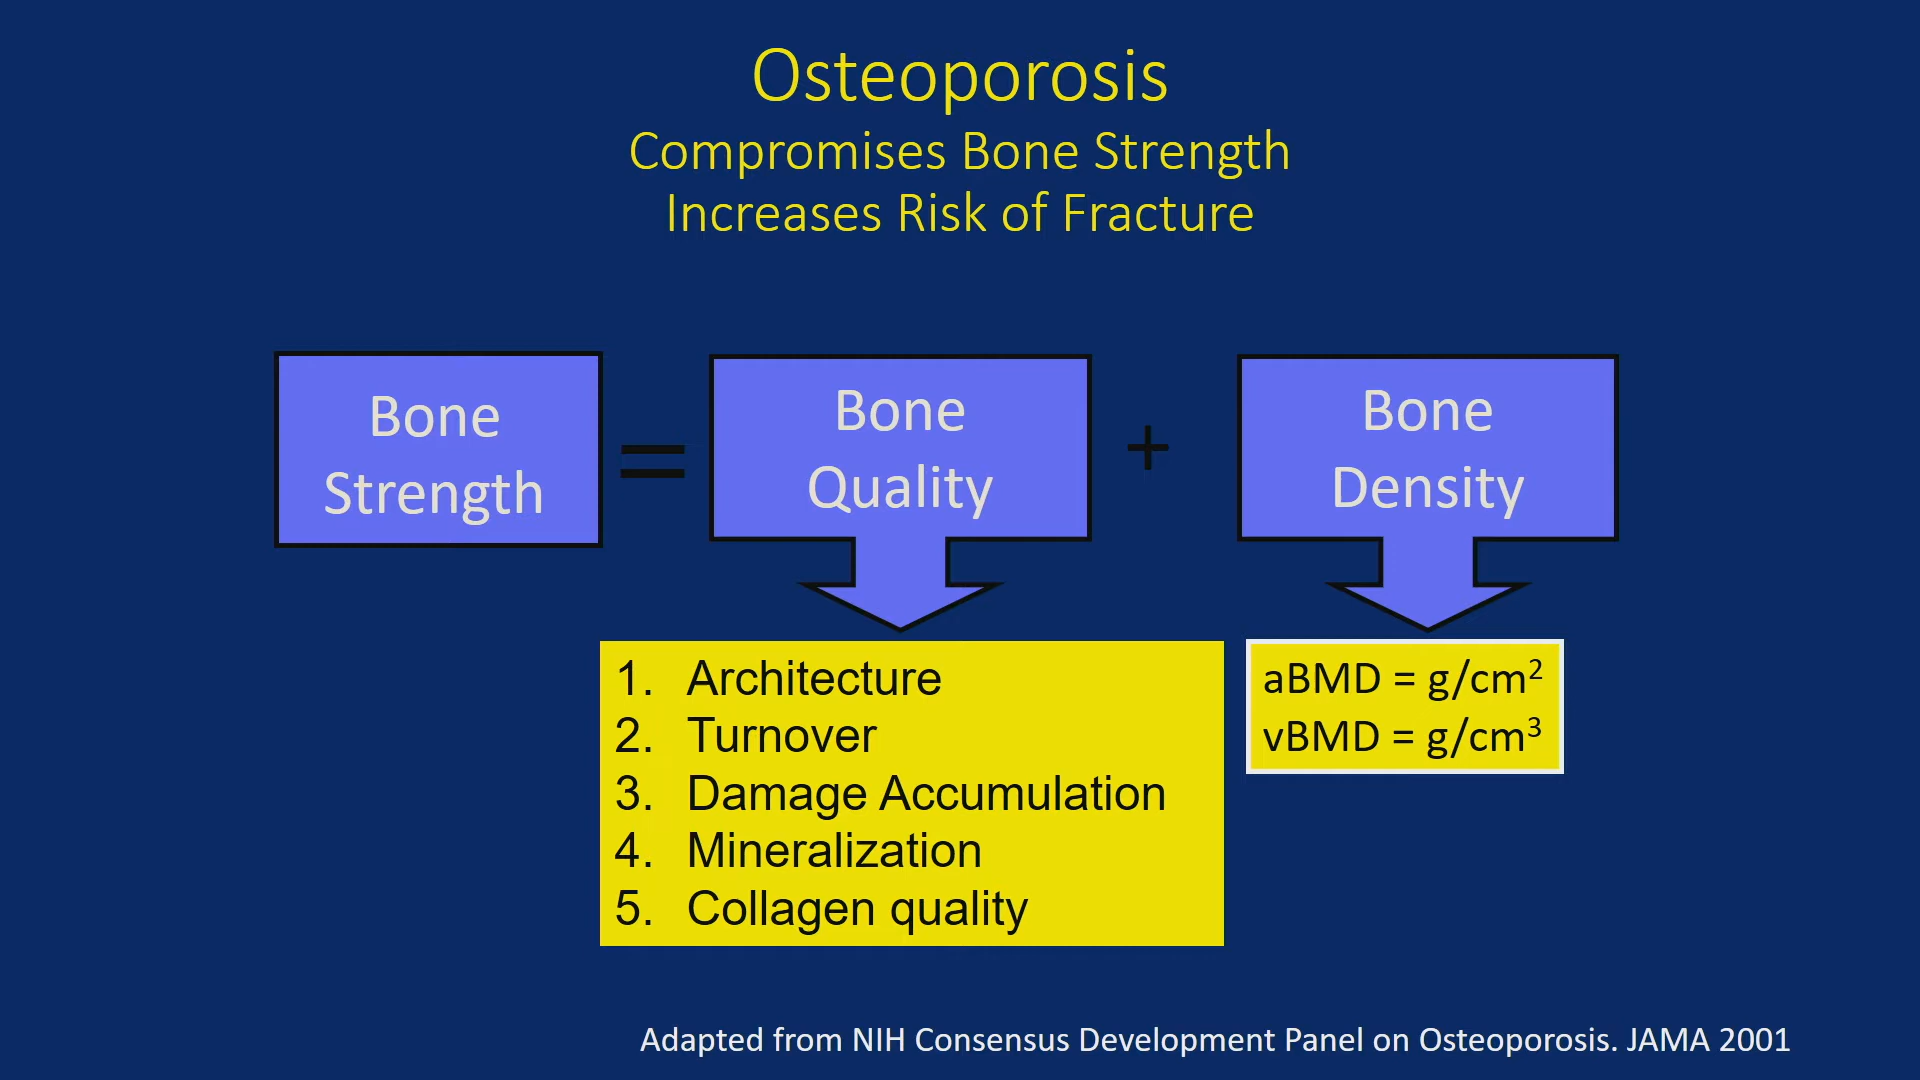 Osteoporosis
Compromises Bone Strength
Increases Risk of Fracture
Bone
Strength
=
Bone
Quality
+
Bone
Density
1. Architecture
2. Turnover
3. Damage Accumulation
4. Mineralization
5. Collagen quality
aBMD = g/cm²
vBMD = g/cm³
Adapted from NIH Consensus Development Panel on Osteoporosis. JAMA 2001